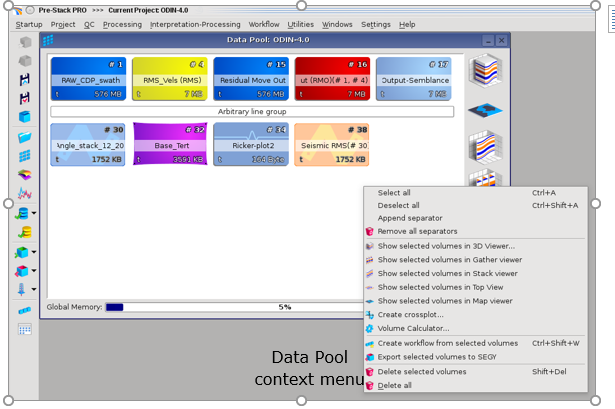 Pre-Stack PRO >>> Current Project ODIN-4.0
Startup Project QC Processing Interpretation-Processing Workflow Utilities Windows Settings Help
Data Pool: ODIN-4.0
# 1 # 4 # 15 # 16 # 17
RAW_CDP_swath RMS_Vels (RMS) Residual Move Out ut (RMO)(# 1, # 4) Output-Semblance
t 576 MB t 7 MB t 576 MB t 7 MB t 7 MB
Arbitrary line group
# 30 # 32 # 34 # 38
Angle_stack_12_20 Base_Tert Ricker-plot2 Seismic RMS(# 30,
t 1752 KB t 3591 KB t 164 Byte t 1752 KB
Select all Ctrl+A
Deselect all Ctrl+Shift+A
Append separator
Remove all separators
Show selected volumes in 3D Viewer...
Show selected volumes in Gather viewer
Show selected volumes in Stack viewer
Show selected volumes in Top View
Show selected volumes in Map viewer
Create crossplot...
Volume Calculator...
Create workflow from selected volumes Ctrl+Shift+W
Export selected volumes to SEGY
Delete selected volumes Shift+Del
Delete all
Global Memory: 5%
Data Pool
context menu